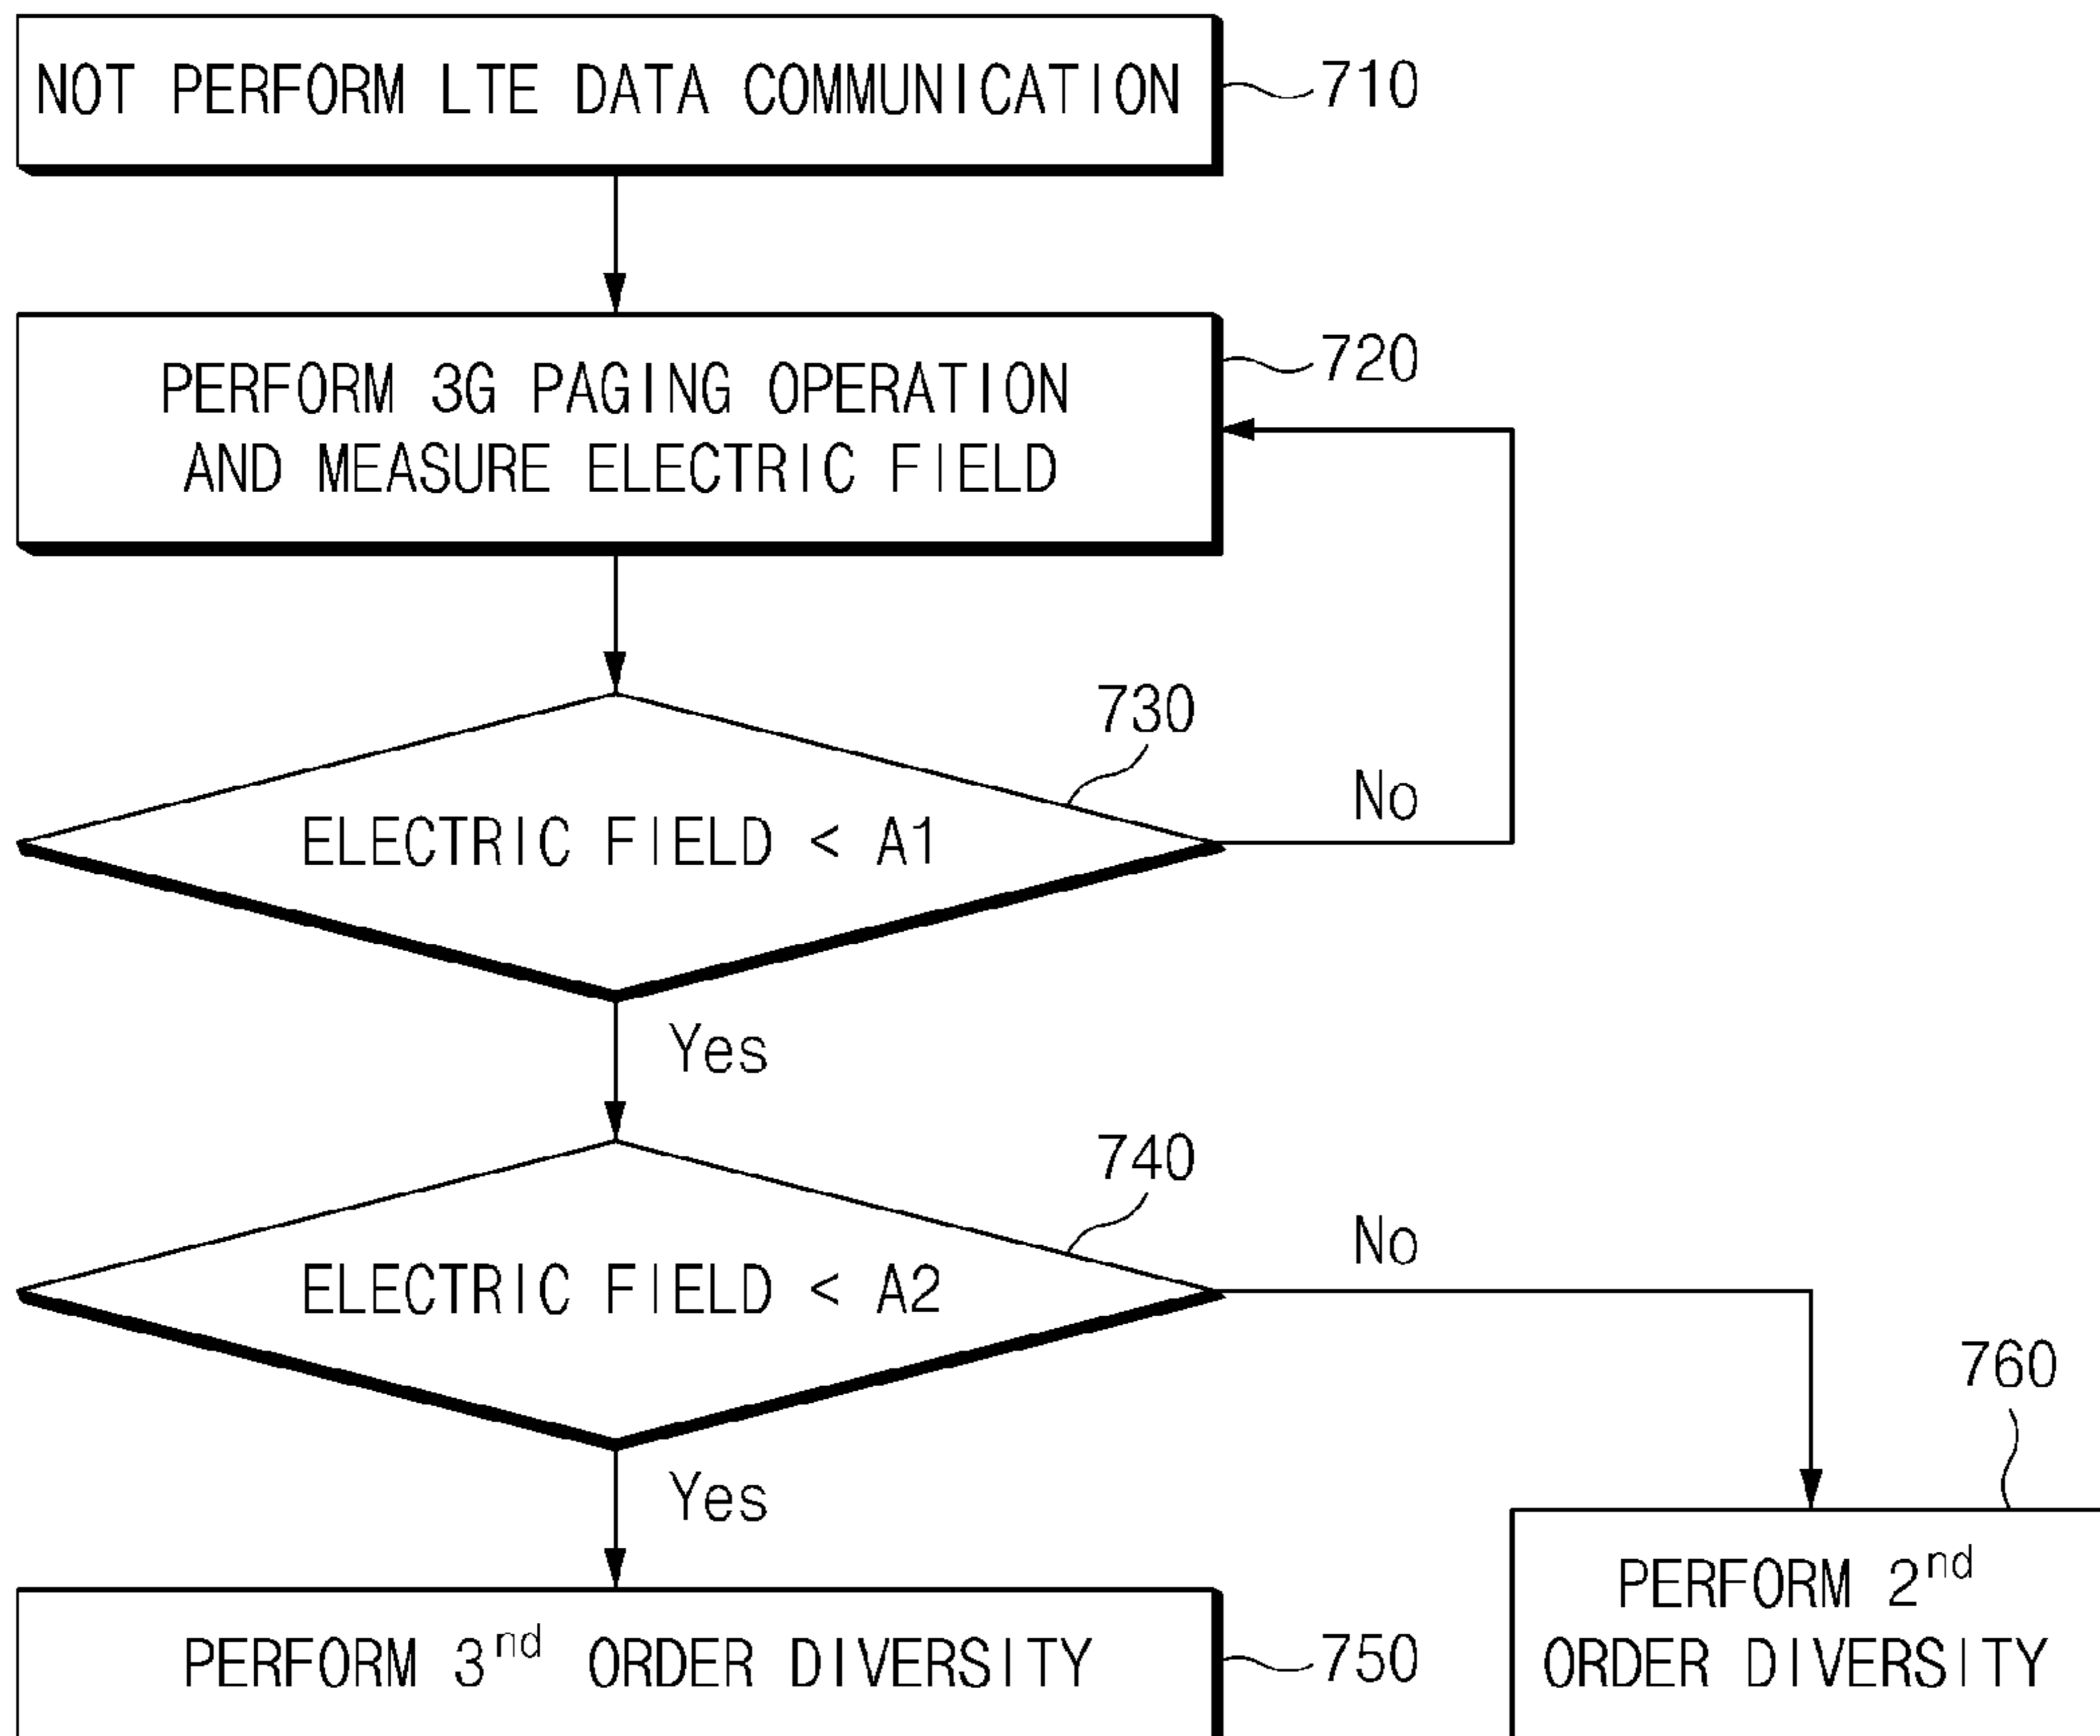 NOT PERFORM LTE DATA COMMUNICATION
710
PERFORM 3G PAGING OPERATION
AND MEASURE ELECTRIC FIELD
720
730
ELECTRIC FIELD < A1
No
Yes
740
ELECTRIC FIELD < A2
No
Yes
760
PERFORM 3nd ORDER DIVERSITY
750
PERFORM 2nd
ORDER DIVERSITY